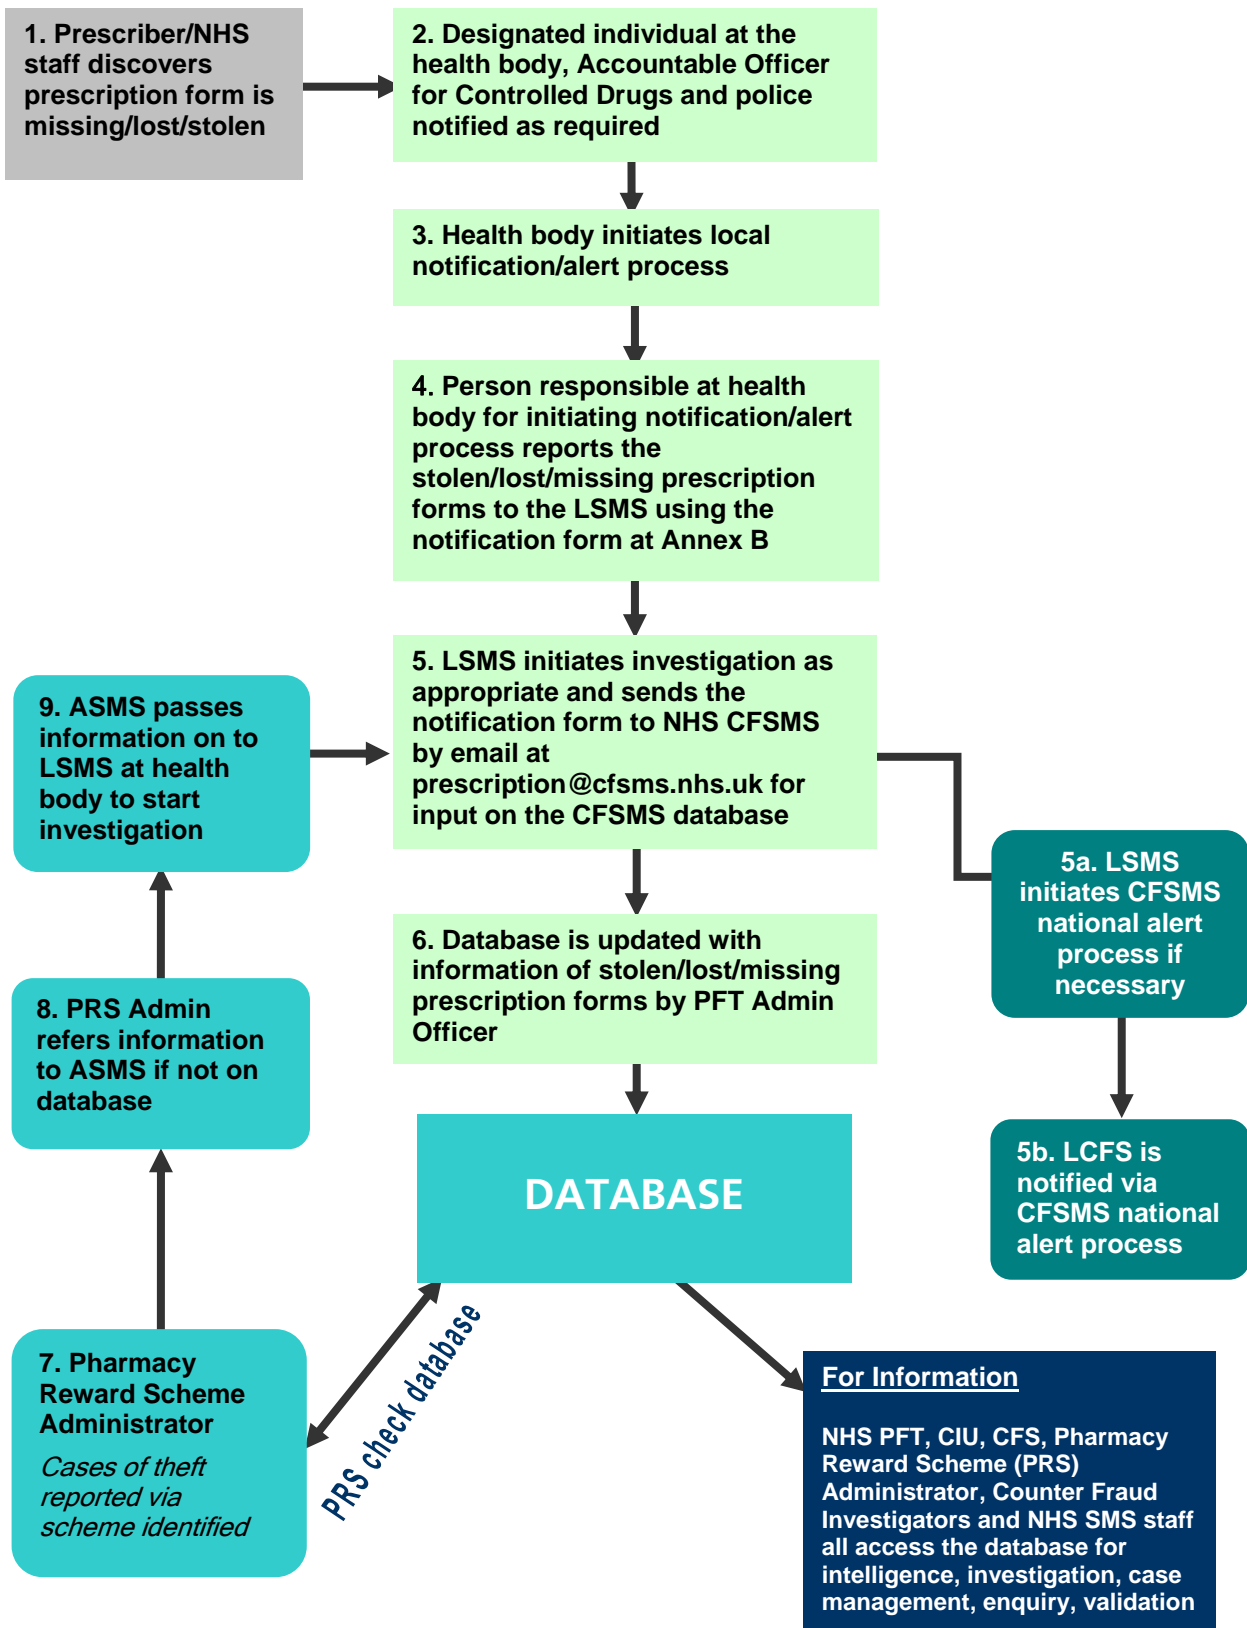 1. Prescriber/NHS
staff discovers
prescription form is
missing/lost/stolen
2. Designated individual at the
health body, Accountable Officer
for Controlled Drugs and police
notified as required
3. Health body initiates local
notification/alert process
4. Person responsible at health
body for initiating notification/alert
process reports the
stolen/lost/missing prescription
forms to the LSMS using the
notification form at Annex B
5. LSMS initiates investigation as
appropriate and sends the
notification form to NHS CFSMS
by email at
prescription@cfsms.nhs.uk for
input on the CFSMS database
9. ASMS passes
information on to
LSMS at health
body to start
investigation
5a. LSMS
initiates CFSMS
national alert
process if
necessary
6. Database is updated with
information of stolen/lost/missing
prescription forms by PFT Admin
Officer
8. PRS Admin
refers information
to ASMS if not on
database
5b. LCFS is
notified via
CFSMS national
alert process
DATABASE
7. Pharmacy
Reward Scheme
Administrator
Cases of theft
reported via
scheme identified
PRS check database
For Information
NHS PFT, CIU, CFS, Pharmacy
Reward Scheme (PRS)
Administrator, Counter Fraud
Investigators and NHS SMS staff
all access the database for
intelligence, investigation, case
management, enquiry, validation